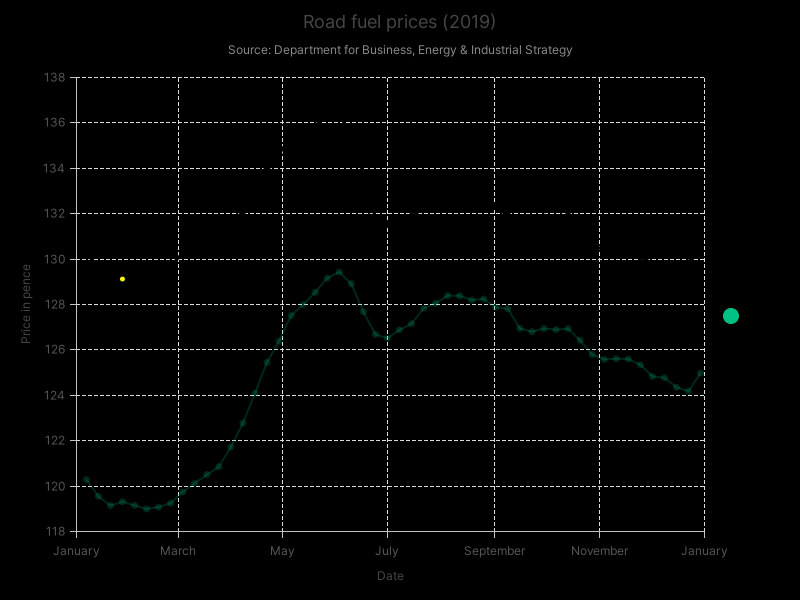 Road fuel prices (2019)
Source: Department for Business, Energy & Industrial Strategy
138
136
134
132
130
128
126
124
122
120
118
Price in pence
January March May July September November January
Date